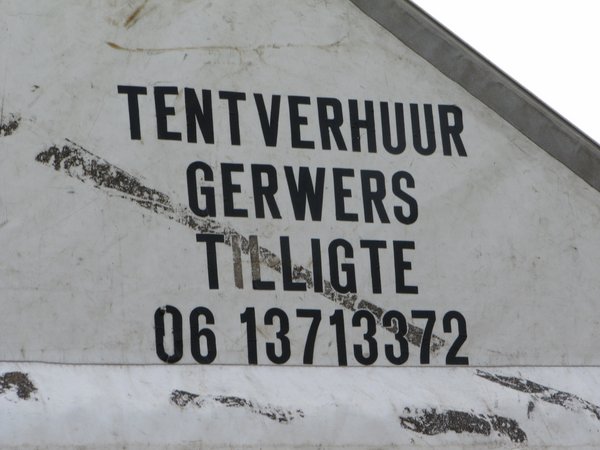 TENTVERHUUR
GERWERS
TILLIGTE
06 13713372